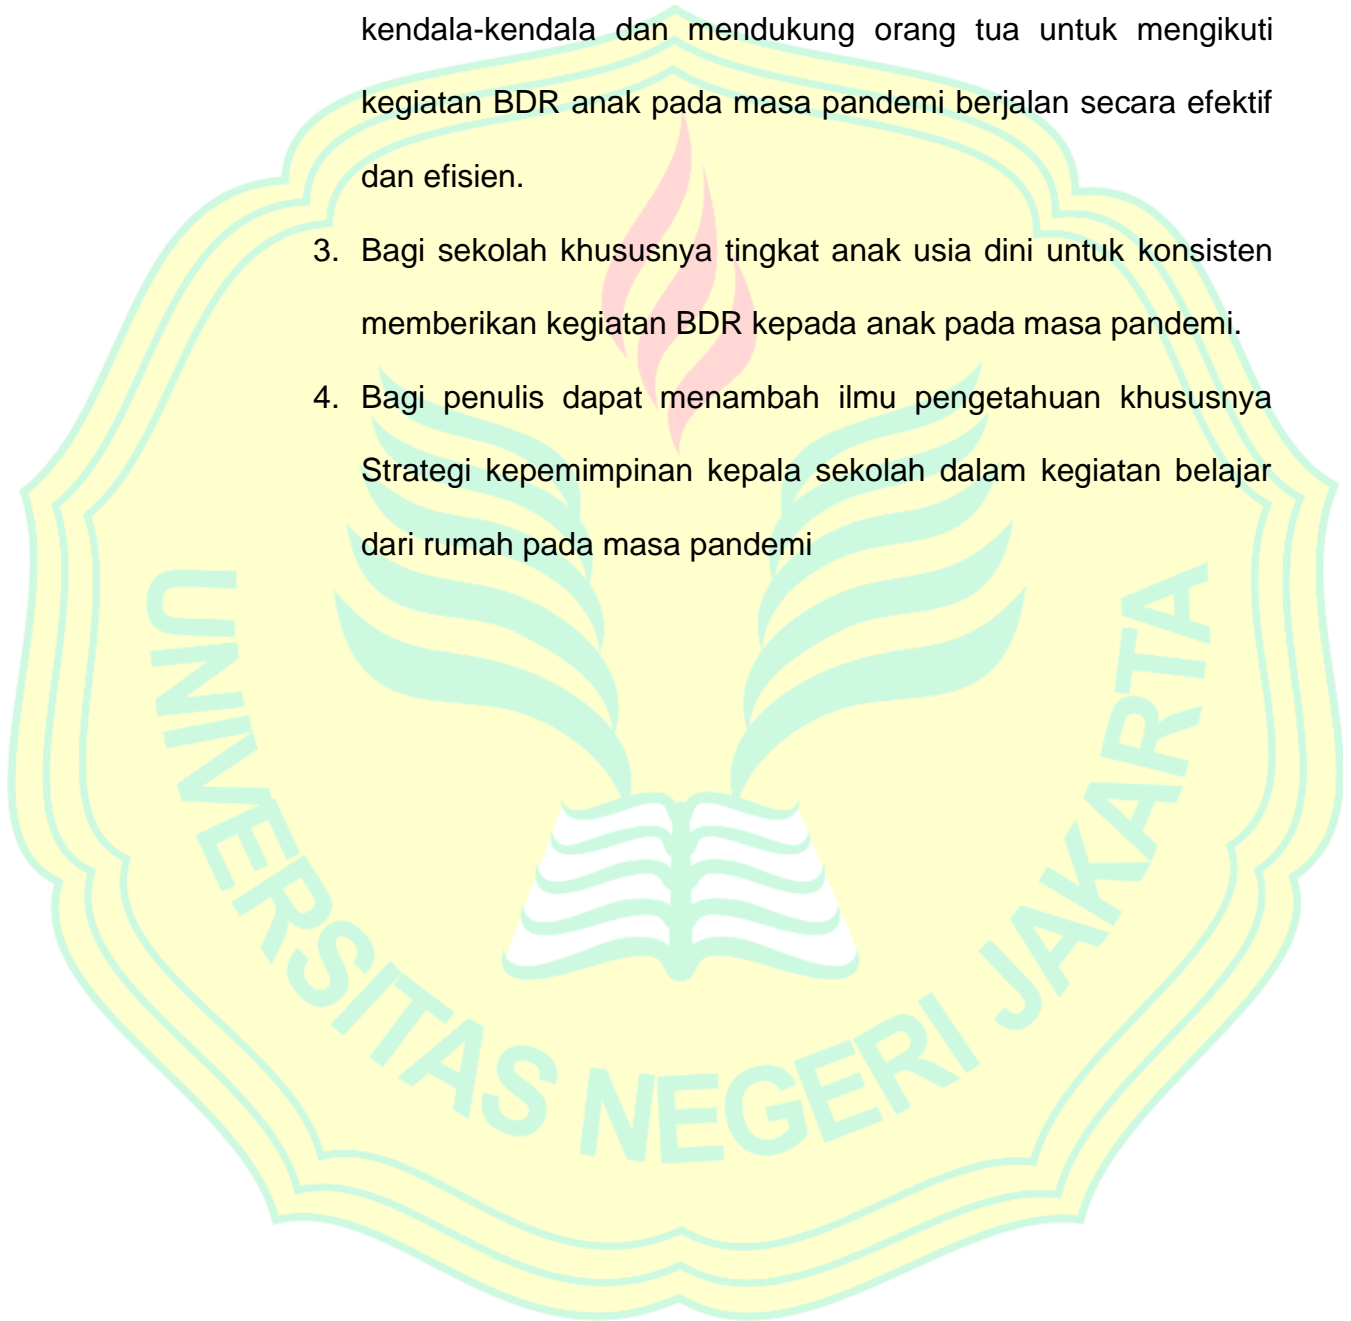 kendala-kendala dan mendukung orang tua untuk mengikuti
kegiatan BDR anak pada masa pandemi berjalan secara efektif
dan efisien.
3. Bagi sekolah khususnya tingkat anak usia dini untuk konsisten
memberikan kegiatan BDR kepada anak pada masa pandemi.
4. Bagi penulis dapat menambah ilmu pengetahuan khususnya
Strategi kepemimpinan kepala sekolah dalam kegiatan belajar
dari rumah pada masa pandemi
UNIVERSITAS NEGERI JAKARTA